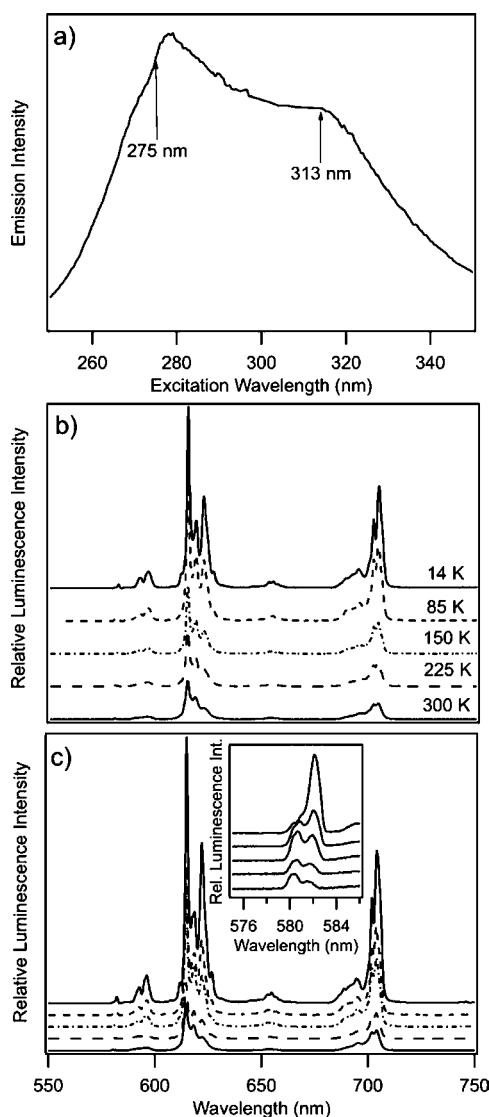 a)
Emission Intensity
275 nm
313 nm
260 280 300 320 340
Excitation Wavelength (nm)
b)
Relative Luminescence Intensity
14 K
85 K
150 K
225 K
300 K
c)
Relative Luminescence Intensity
Rel. Luminescence Int.
576 580 584
Wavelength (nm)
550 600 650 700 750
Wavelength (nm)